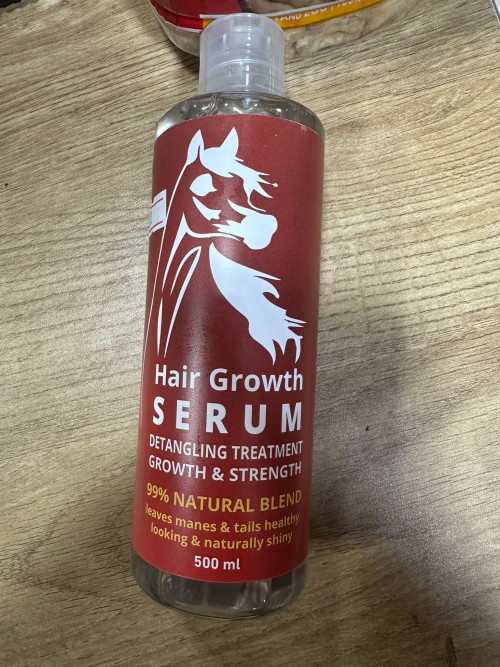 Hair Growth
SERUM
DETANGLING TREATMENT
GROWTH & STRENGTH
99% NATURAL BLEND
leaves manes & tails healthy
looking & naturally shiny
500 ml